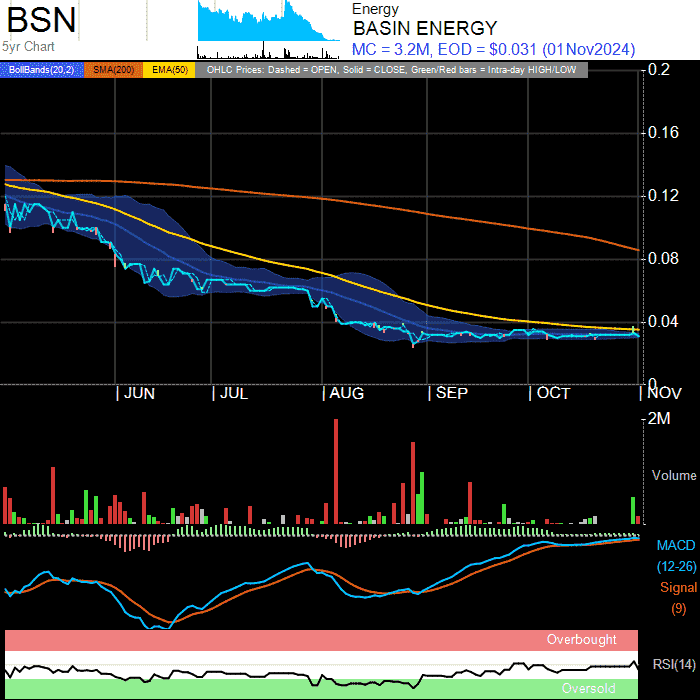 BSN
5yr Chart
Energy
BASIN ENERGY
MC = 3.2M, EOD = $0.031 (01Nov2024)
BollBands(20,2) SMA(200) EMA(50) OHLC Prices: Dashed = OPEN, Solid = CLOSE, Green/Red bars = Intra-day HIGH/LOW
0.2
0.16
0.12
0.08
0.04
0
JUN JUL AUG SEP OCT NOV
2M
Volume
MACD
(12-26)
Signal
(9)
Overbought
RSI(14)
Oversold